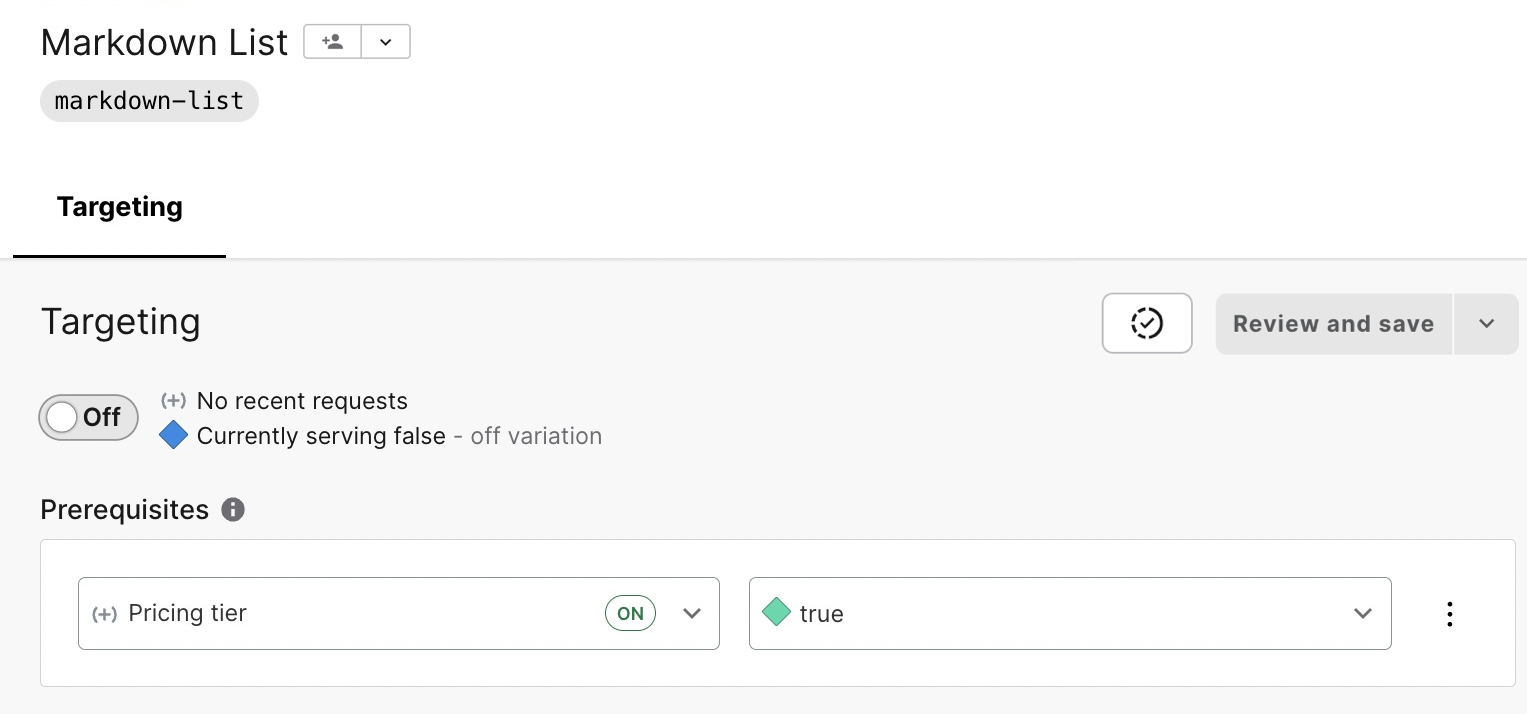 Markdown List
markdown-list
Targeting
Targeting
Review and save
Off
(+) No recent requests
Currently serving false - off variation
Prerequisites
(+) Pricing tier ON
true